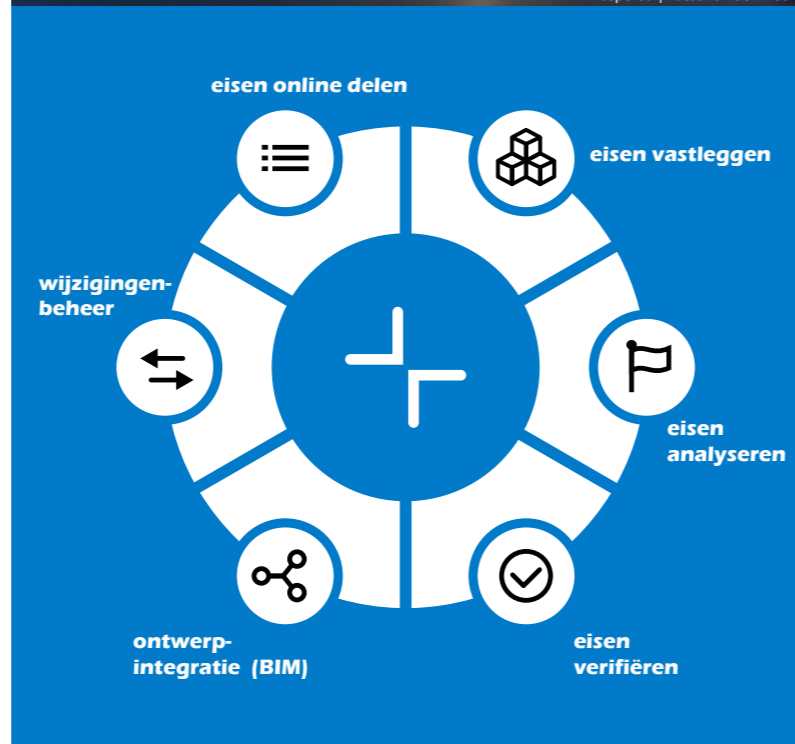 eisen online delen
eisen vastleggen
wijzigingen-
beheer
eisen
analyseren
ontwerp-
integratie (BIM)
eisen
verifiëren